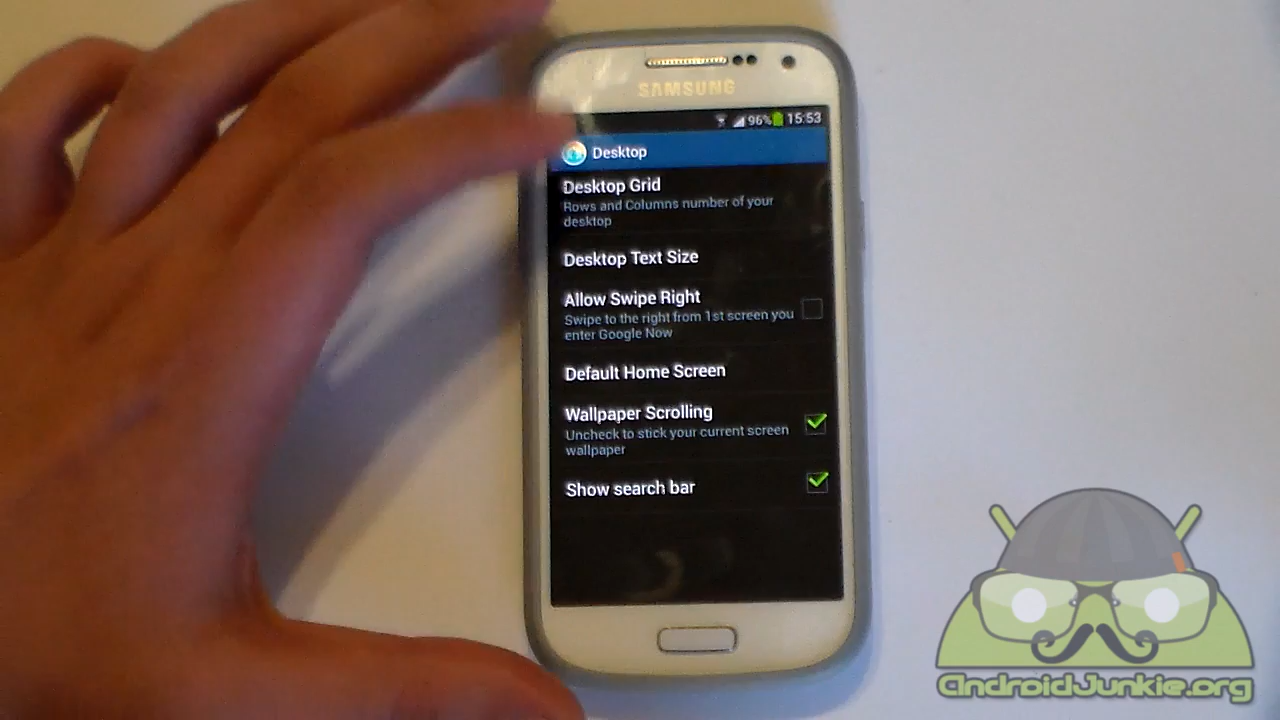 SAMSUNG
96% 15:53
Desktop
Desktop Grid
Rows and Columns number of your
desktop
Desktop Text Size
Allow Swipe Right
Swipe to the right from 1st screen you
enter Google Now
Default Home Screen
Wallpaper Scrolling
Uncheck to stick your current screen
wallpaper
Show search bar
AndroidJunkie.org